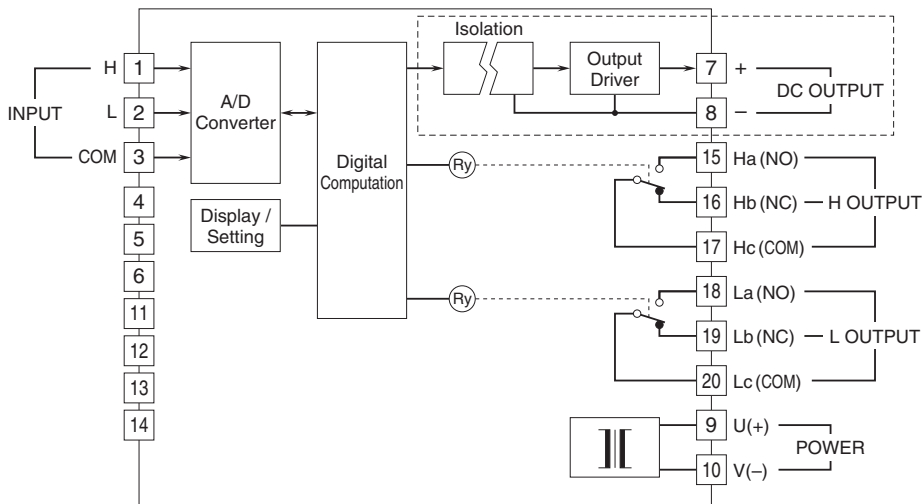 INPUT
H
1
L
2
COM
3
4
5
6
11
12
13
14
A/D
Converter
Display /
Setting
Digital
Computation
Isolation
Output
Driver
7
+
8
−
DC OUTPUT
Ry
15
Ha (NO)
16
Hb (NC)
H OUTPUT
17
Hc (COM)
Ry
18
La (NO)
19
Lb (NC)
L OUTPUT
20
Lc (COM)
9
U(+)
POWER
10
V(–)